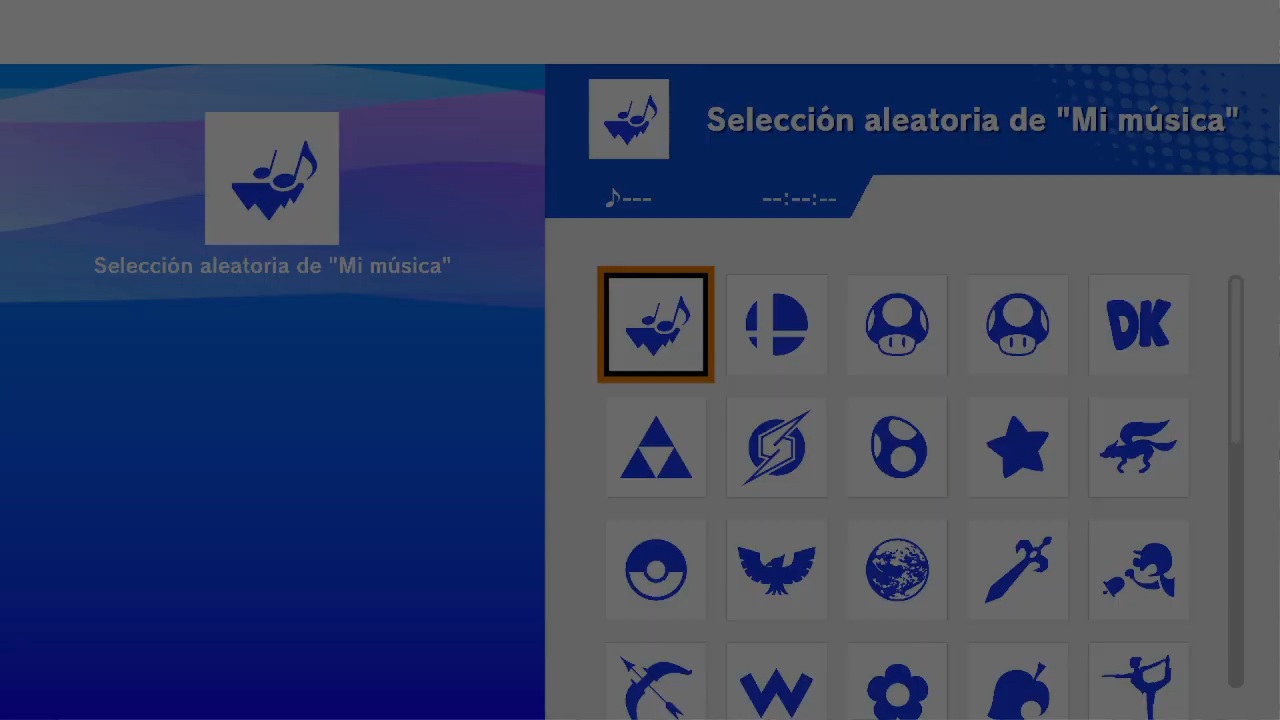 Selección aleatoria de "Mi música"
Selección aleatoria de "Mi música"
♪--- --:--:--
DK